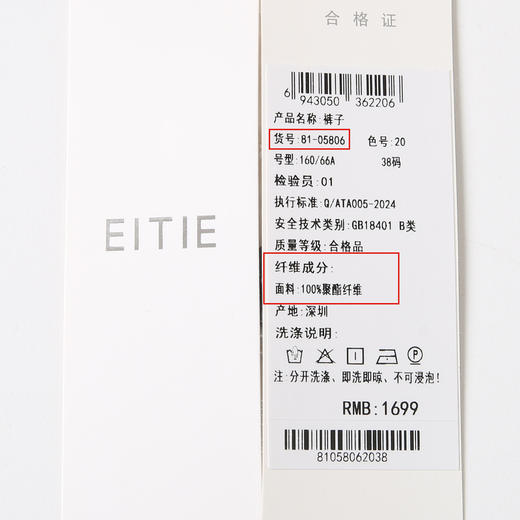 EITIE
合格证
6 943050 362206
产品名称:裤子
货号:81-05806 色号:20
号型:160/66A 38码
检验员:01
执行标准:Q/ATA005-2024
安全技术类别:GB18401 B类
质量等级:合格品
纤维成分:
面料:100%聚酯纤维
产地:深圳
洗涤说明:
P
注:分开洗涤、即洗即晾、不可浸泡!
RMB:1699
81058062038